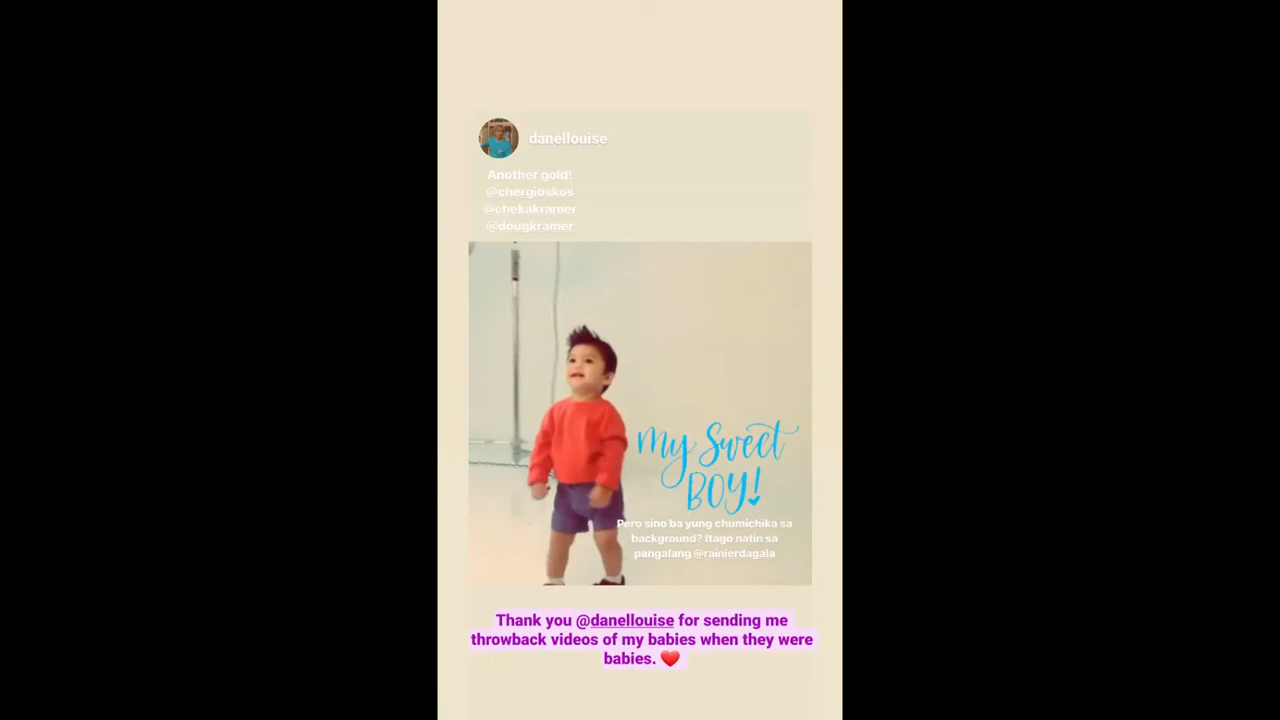 danellouise
Another gold!
@chergioskos
@chekakramer
@dougkramer
My Sweet
BOY!
Pero sino ba yung chumichika sa
background? Itago natin sa
pangalang @rainierdagala
Thank you @danellouise for sending me
throwback videos of my babies when they were
babies. ❤️